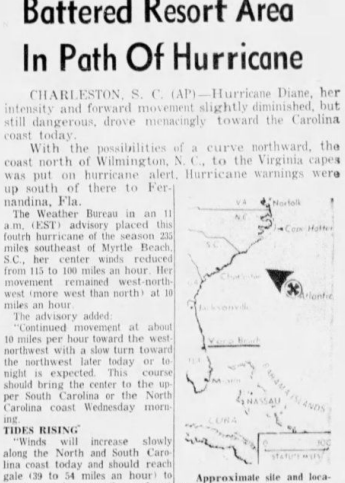 Battered Resort Area
In Path Of Hurricane
CHARLESTON, S. C. (AP)—Hurricane Diane, her
intensity and forward movement slightly diminished, but
still dangerous, drove menacingly toward the Carolina
coast today.
With the possibilities of a curve northward, the
coast north of Wilmington, N. C., to the Virginia capes
was put on hurricane alert. Hurricane warnings were
up south of there to Fer-
nandina, Fla.
The Weather Bureau in an 11
a.m. (EST) advisory placed this
foutrh hurricane of the season 235
miles southeast of Myrtle Beach,
S.C., her center winds reduced
from 115 to 100 miles an hour. Her
movement remained west-north-
west (more west than north) at 10
miles an hour.
The advisory added:
"Continued movement at about
10 miles per hour toward the west-
northwest with a slow turn toward
the northwest later today or to-
night is expected. This course
should bring the center to the up-
per South Carolina or the North
Carolina coast Wednesday morn-
ing.
TIDES RISING
"Winds will increase slowly
along the North and South Caro-
lina coast today and should reach
gale (39 to 54 miles an hour) to
VA
Norfolk
N.C.
Cape Hatter
S.C.
Charleston
Atlantic
Jacksonville
Miami
NASSAU
CUBA
0
Approximate site and loca-